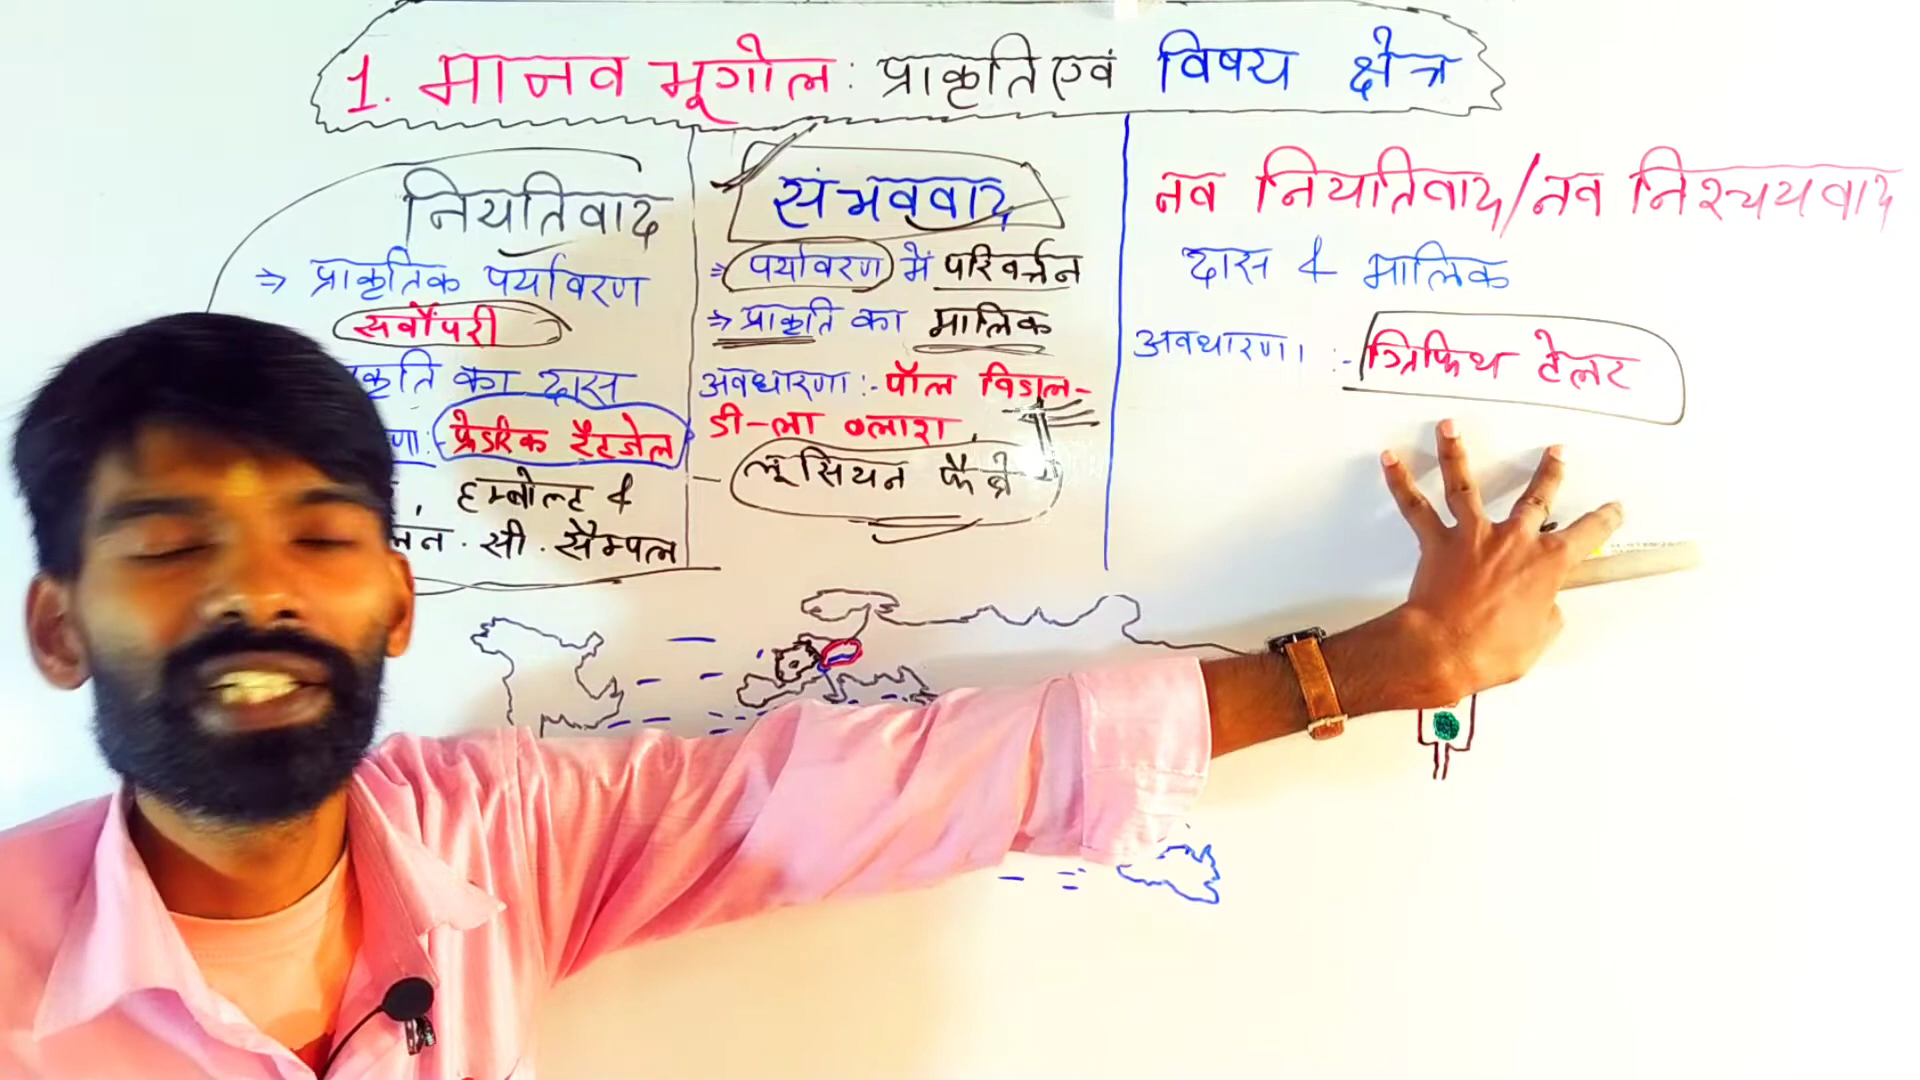 1. मानव भूगोल : प्राकृति एवं विषय क्षेत्र
नियतिवाद
⇒ प्राकृतिक पर्यावरण
सर्वोपरी
कृति का दास
णा :- फ्रेडरिक रैटजेल
, हम्बोल्ट &
लन . सी . सैम्पल
संभववाद
⇒ पर्यावरण में परिवर्तन
⇒ प्राकृति का मालिक
अवधारणा :- पॉल विडाल-
डी-ला ब्लाश ,
लूसियन फैब्रे
नव नियतिवाद/नव निश्चयवाद
दास & मालिक
अवधारणा :- ग्रिफिथ टेलर